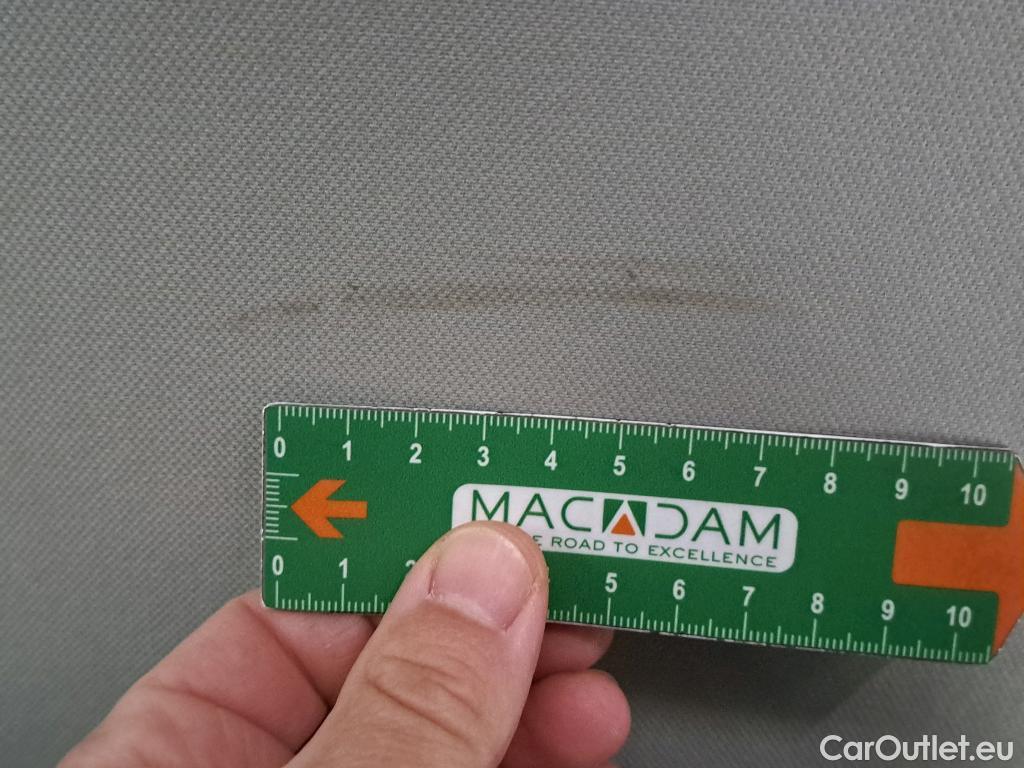 0 1 2 3 4 5 6 7 8 9 10
MACADAM
ROAD TO EXCELLENCE
0 1 5 6 7 8 9 10
CarOutlet.eu